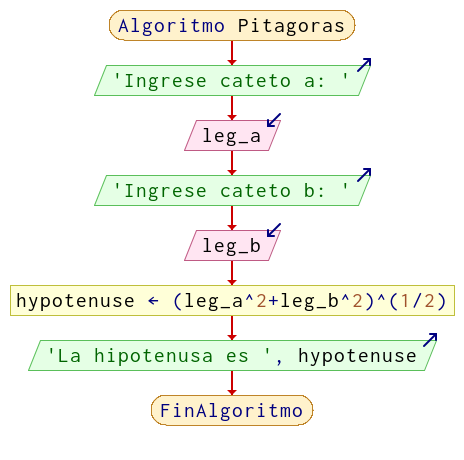 Algoritmo Pitagoras
'Ingrese cateto a: '
leg_a
'Ingrese cateto b: '
leg_b
hypotenuse ← (leg_a^2+leg_b^2)^(1/2)
'La hipotenusa es ', hypotenuse
FinAlgoritmo